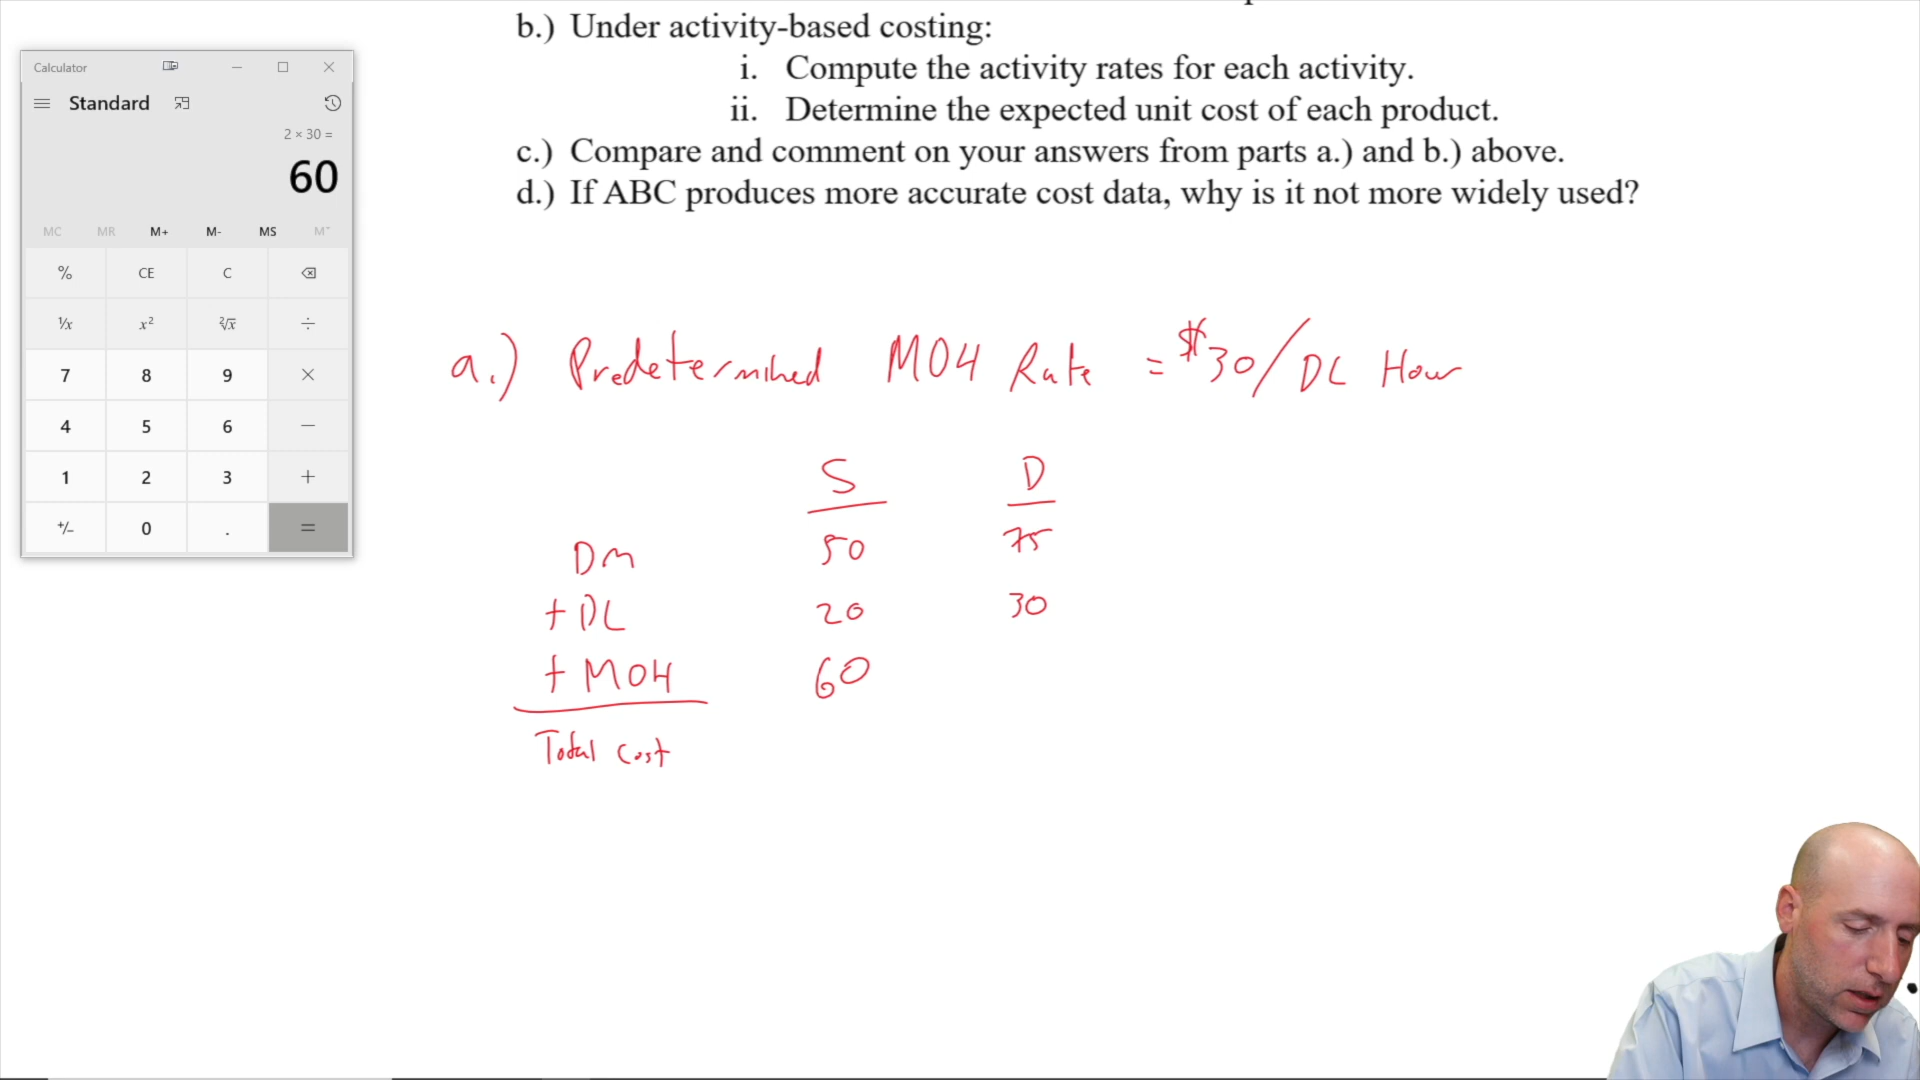 b.) Under activity-based costing:
i. Compute the activity rates for each activity.
ii. Determine the expected unit cost of each product.
c.) Compare and comment on your answers from parts a.) and b.) above.
d.) If ABC produces more accurate cost data, why is it not more widely used?
Calculator
Standard
2 × 30 =
60
MC MR M+ M- MS M˅
% CE C
¹/x x² ²√x ÷
7 8 9 ×
4 5 6 −
1 2 3 +
+/− 0 . =
a.) Predetermined MOH Rate = $30/DL Hour
S D
DM 50 75
+ DL 20 30
+ MOH 60
Total Cost